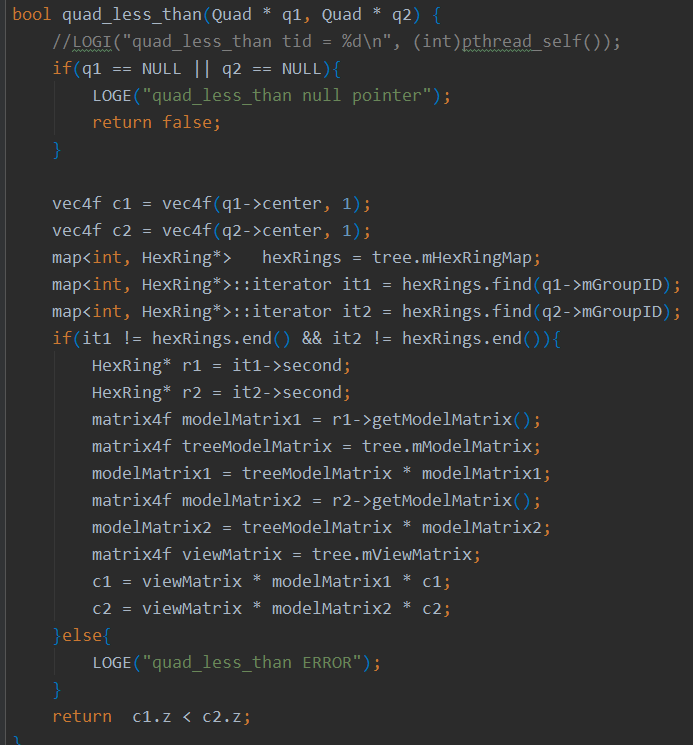 bool quad_less_than(Quad * q1, Quad * q2) {
    //LOGI("quad_less_than tid = %d\n", (int)pthread_self());
    if(q1 == NULL || q2 == NULL){
        LOGE("quad_less_than null pointer");
        return false;
    }

    vec4f c1 = vec4f(q1->center, 1);
    vec4f c2 = vec4f(q2->center, 1);
    map<int, HexRing*>   hexRings = tree.mHexRingMap;
    map<int, HexRing*>::iterator it1 = hexRings.find(q1->mGroupID);
    map<int, HexRing*>::iterator it2 = hexRings.find(q2->mGroupID);
    if(it1 != hexRings.end() && it2 != hexRings.end()){
        HexRing* r1 = it1->second;
        HexRing* r2 = it2->second;
        matrix4f modelMatrix1 = r1->getModelMatrix();
        matrix4f treeModelMatrix = tree.mModelMatrix;
        modelMatrix1 = treeModelMatrix * modelMatrix1;
        matrix4f modelMatrix2 = r2->getModelMatrix();
        modelMatrix2 = treeModelMatrix * modelMatrix2;
        matrix4f viewMatrix = tree.mViewMatrix;
        c1 = viewMatrix * modelMatrix1 * c1;
        c2 = viewMatrix * modelMatrix2 * c2;
    }else{
        LOGE("quad_less_than ERROR");
    }
    return  c1.z < c2.z;
}